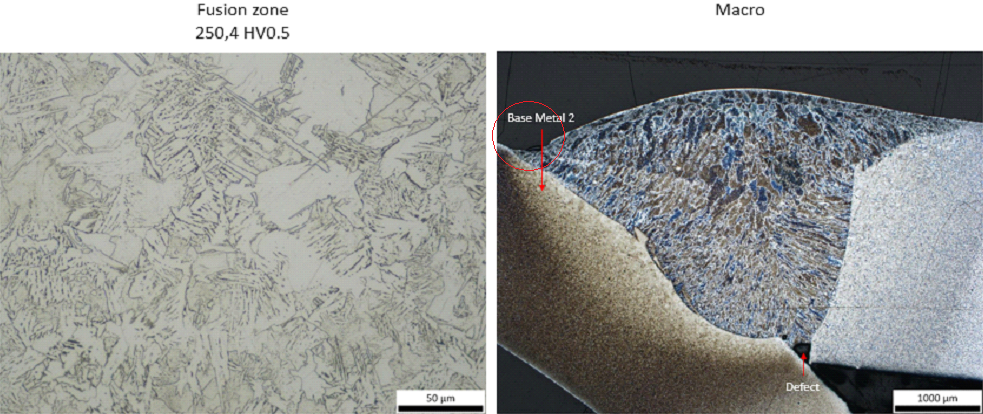 Fusion zone
250,4 HV0.5
Macro
Base Metal 2
Defect
50 µm
1000 µm